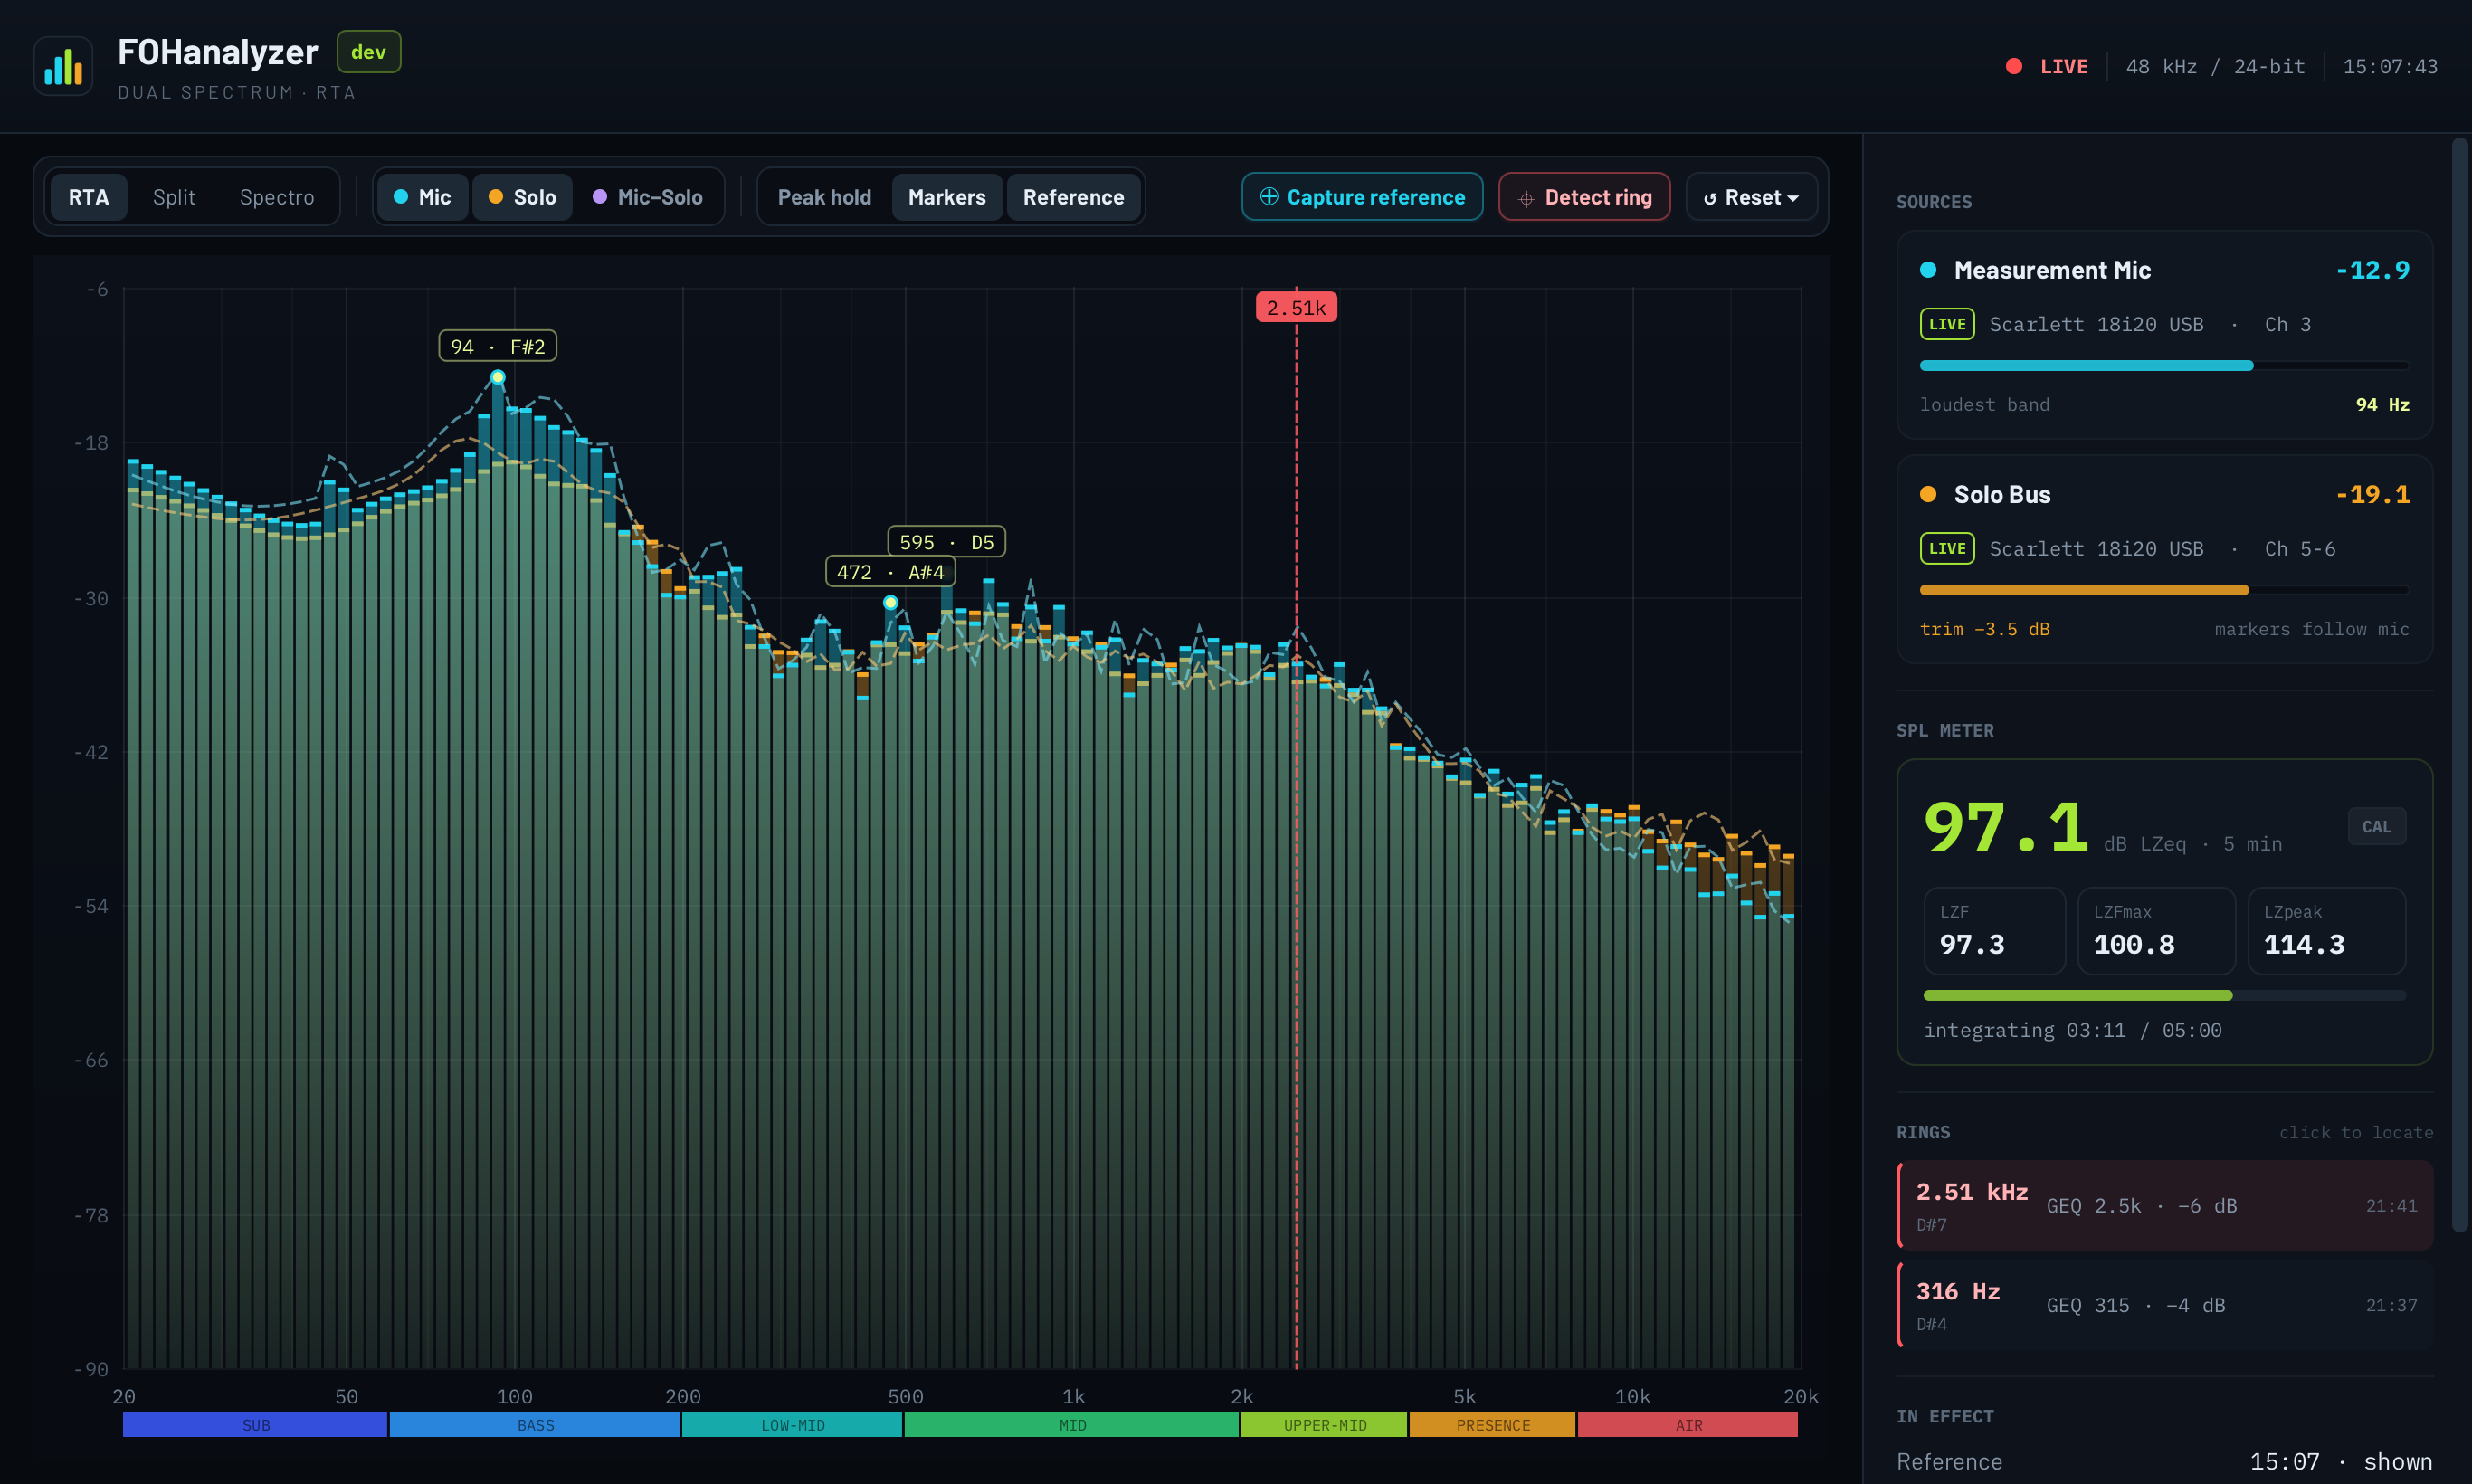 FOHanalyzer dev
DUAL SPECTRUM · RTA
LIVE 48 kHz / 24-bit 15:07:43
RTA Split Spectro Mic Solo Mic−Solo Peak hold Markers Reference Capture reference Detect ring ↺ Reset
-6
-18
-30
-42
-54
-66
-78
-90
2.51k
94 · F#2
595 · D5
472 · A#4
20 50 100 200 500 1k 2k 5k 10k 20k
SUB BASS LOW-MID MID UPPER-MID PRESENCE AIR
SOURCES
Measurement Mic -12.9
LIVE Scarlett 18i20 USB · Ch 3
loudest band 94 Hz
Solo Bus -19.1
LIVE Scarlett 18i20 USB · Ch 5-6
trim −3.5 dB markers follow mic
SPL METER
97.1 dB LZeq · 5 min CAL
LZF LZFmax LZpeak
97.3 100.8 114.3
integrating 03:11 / 05:00
RINGS click to locate
2.51 kHz GEQ 2.5k · −6 dB 21:41
D#7
316 Hz GEQ 315 · −4 dB 21:37
D#4
IN EFFECT
Reference 15:07 · shown